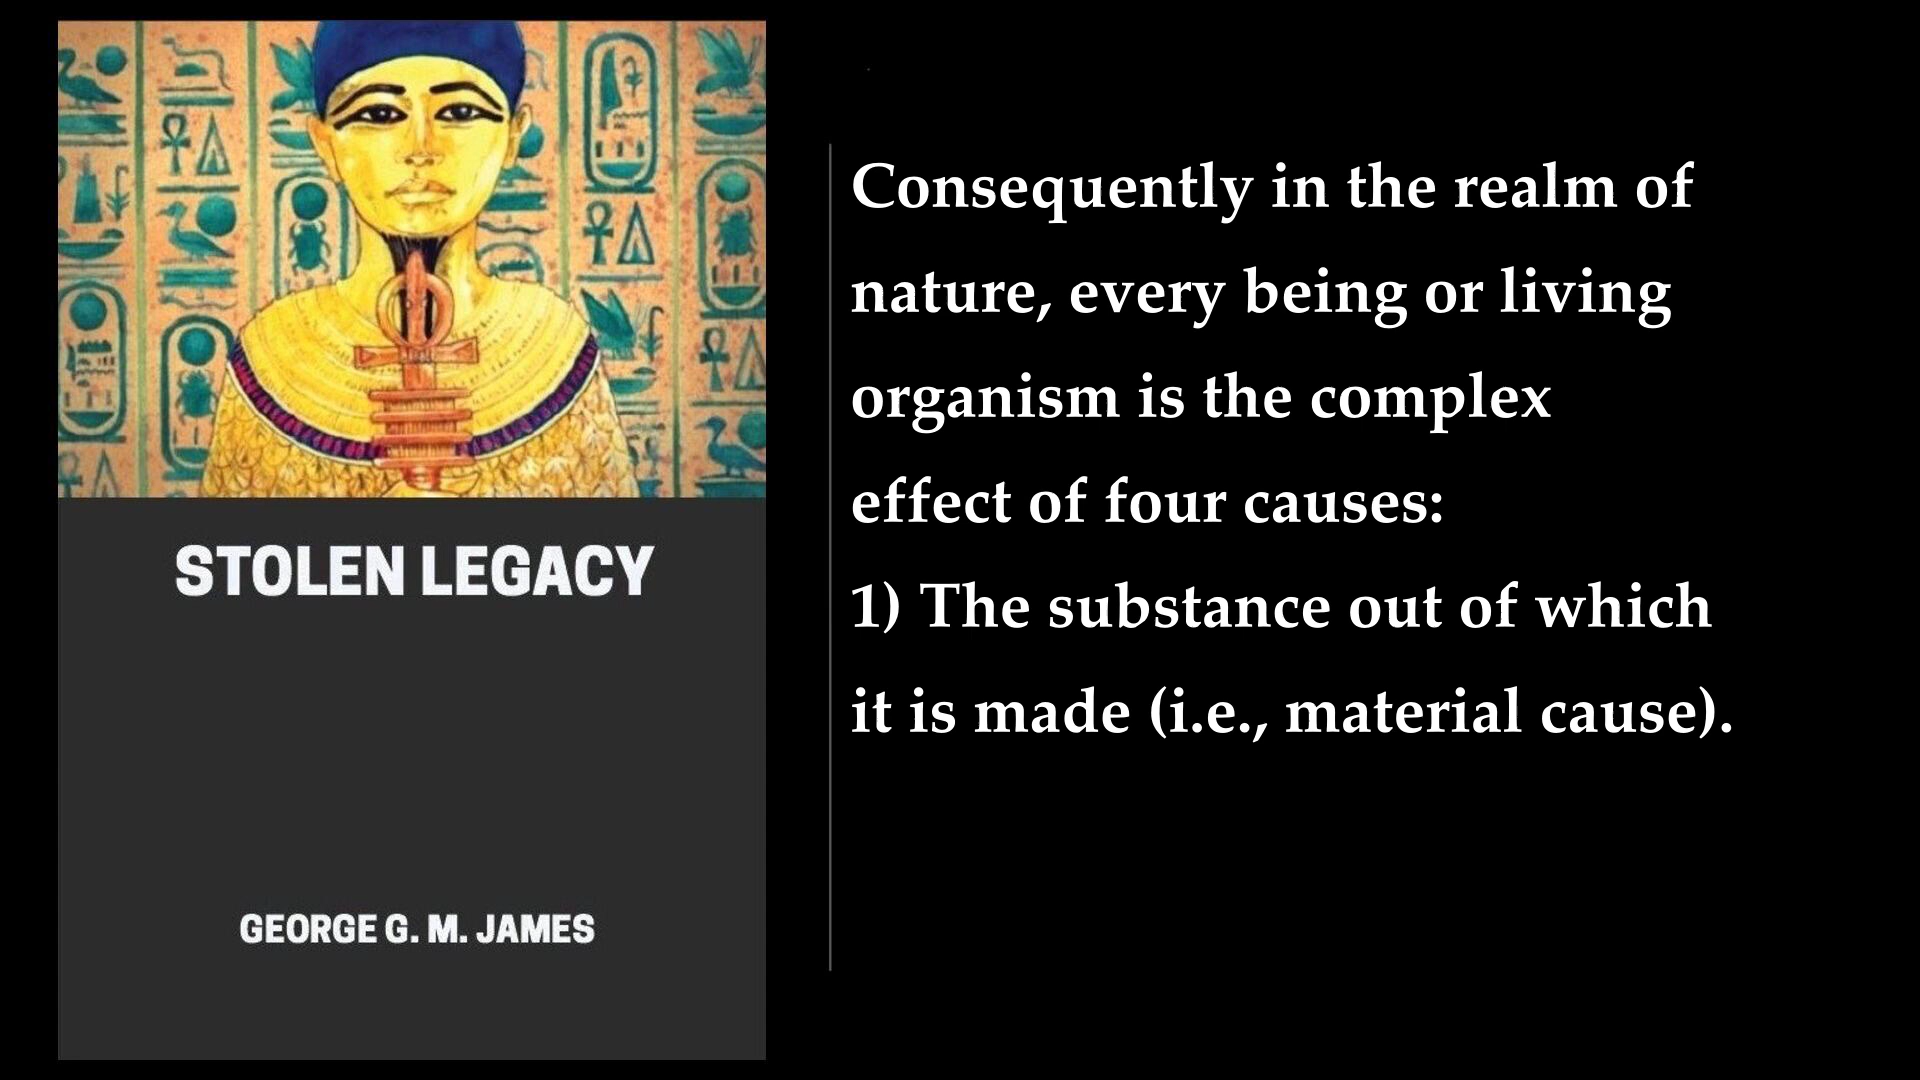 STOLEN LEGACY
GEORGE G. M. JAMES
Consequently in the realm of
nature, every being or living
organism is the complex
effect of four causes:
1) The substance out of which
it is made (i.e., material cause).